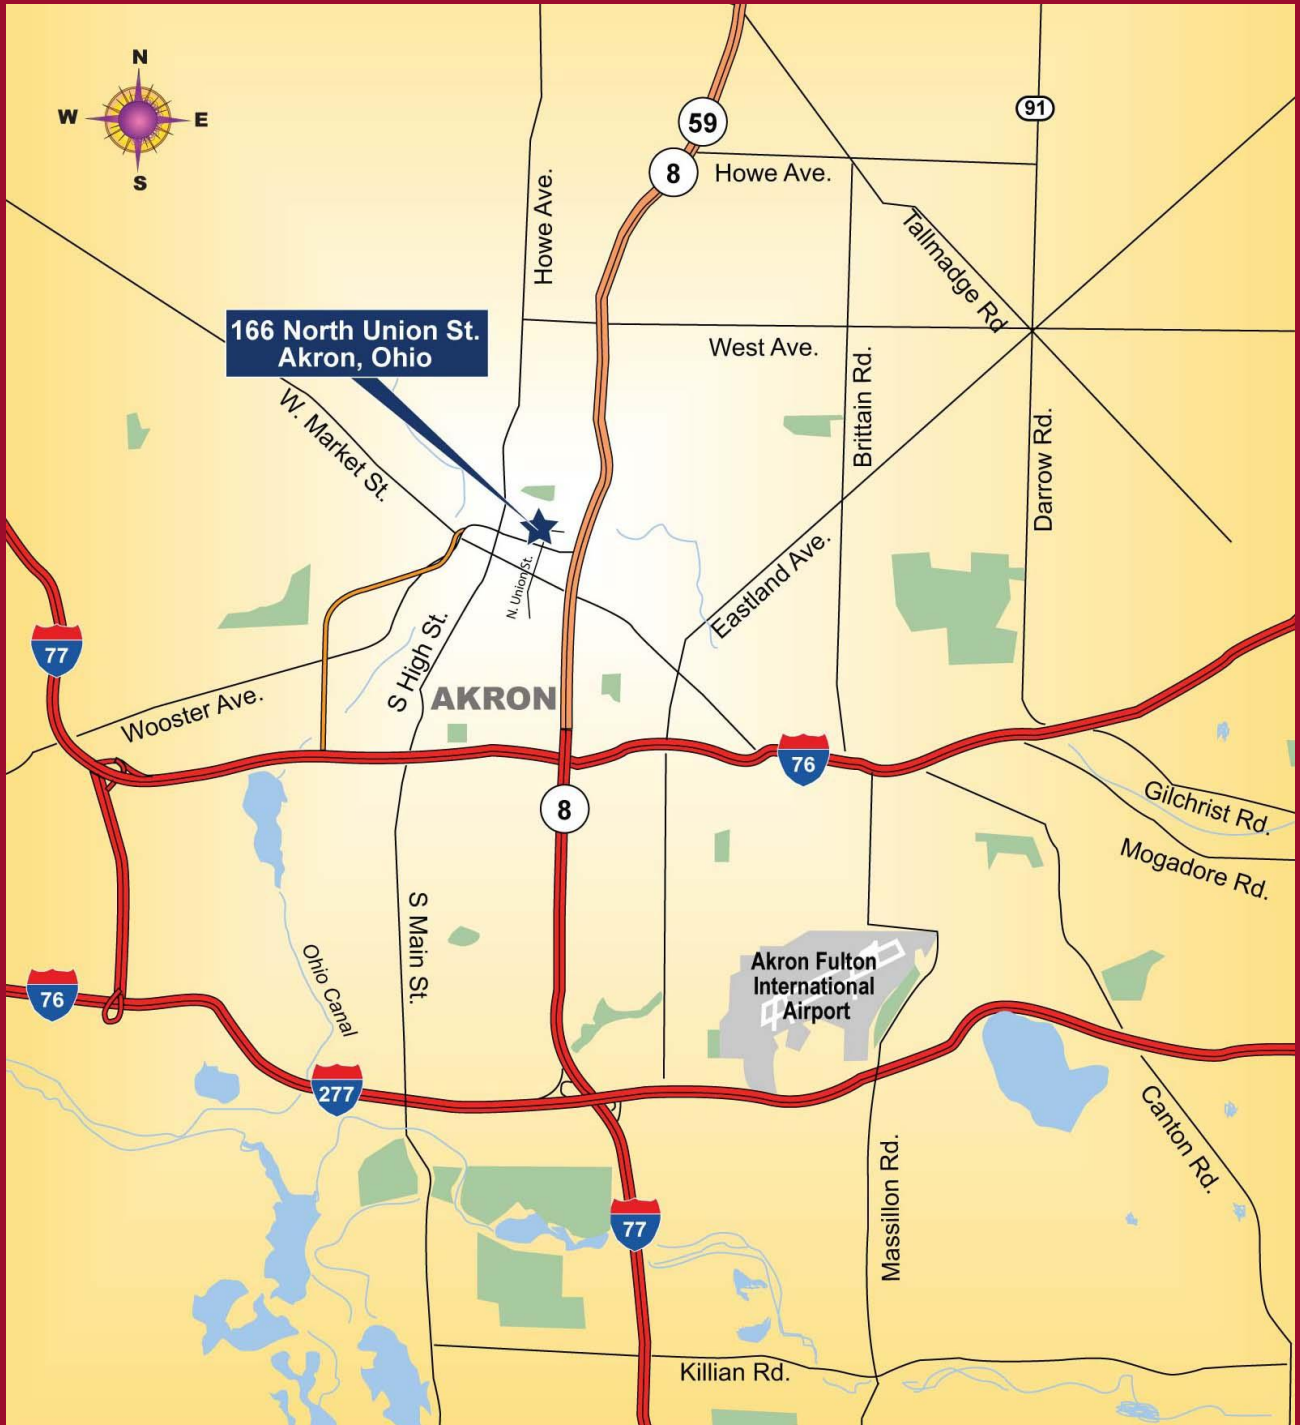 N
W
E
S
59
91
8
Howe Ave.
Howe Ave.
Tallmadge Rd
166 North Union St.
Akron, Ohio
West Ave.
Brittain Rd.
W. Market St.
Darrow Rd.
Eastland Ave.
N. Union St.
77
S High St.
AKRON
Wooster Ave.
76
8
Gilchrist Rd.
Mogadore Rd.
S Main St.
Ohio Canal
Akron Fulton
International
Airport
76
277
Canton Rd.
Massillon Rd.
77
Killian Rd.